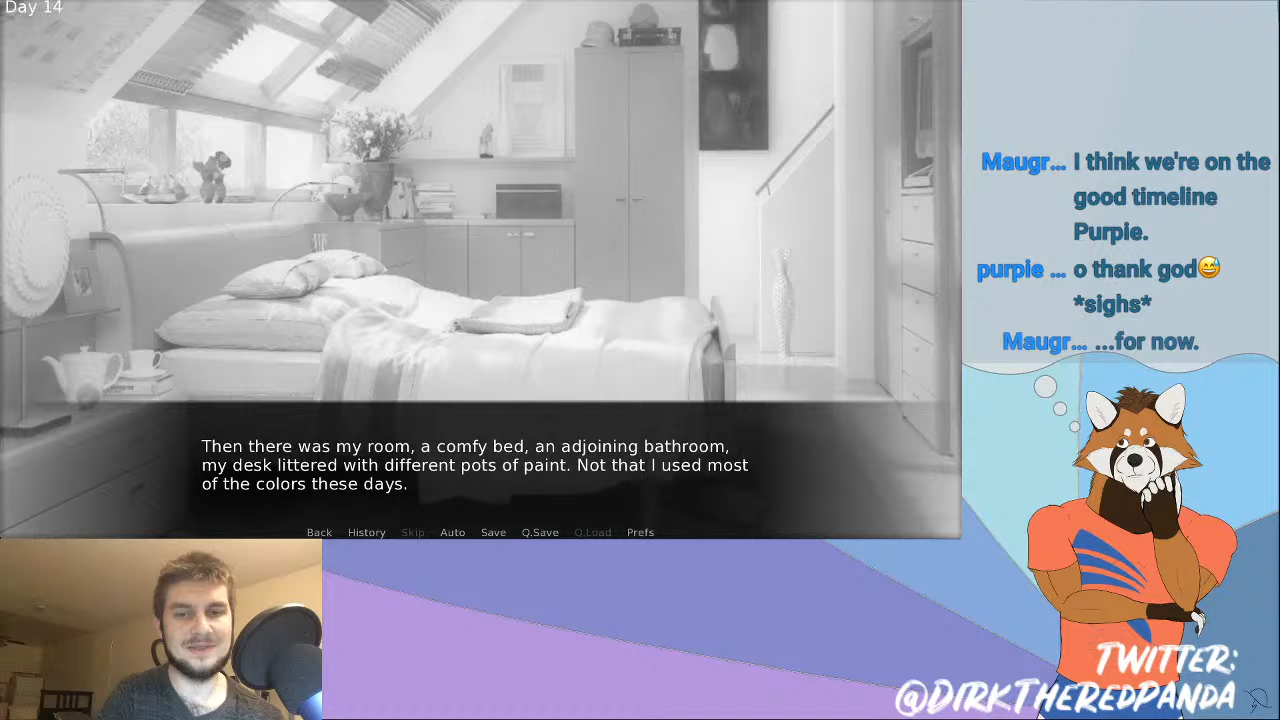 Day 14
Maugr... I think we're on the
good timeline
Purpie.
purpie ... o thank god😅
*sighs*
Maugr... ...for now.
Then there was my room, a comfy bed, an adjoining bathroom,
my desk littered with different pots of paint. Not that I used most
of the colors these days.
Back History Skip Auto Save Q.Save Q.Load Prefs
TWITTER:
@DIRKTHEREDPANDA